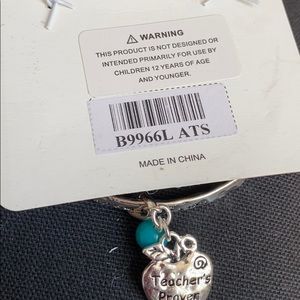 WARNING
THIS PRODUCT IS NOT DESIGNED OR
INTENDED PRIMARILY FOR USE BY
CHILDREN 12 YEARS OF AGE
AND YOUNGER.
B9966L ATS
MADE IN CHINA
Teacher's
Prayer